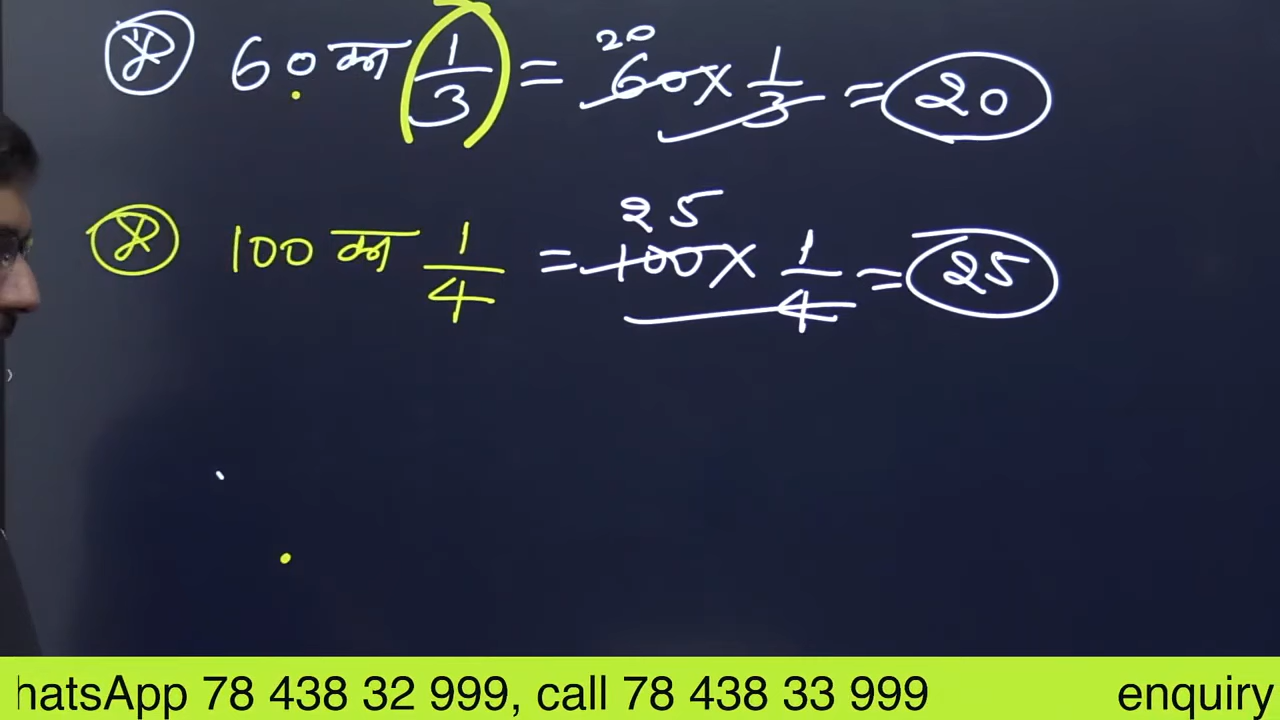 60 का 1/3 = 60 × 1/3 = 20
20
100 का 1/4 = 100 × 1/4 = 25
25
hatsApp 78 438 32 999, call 78 438 33 999 enquiry